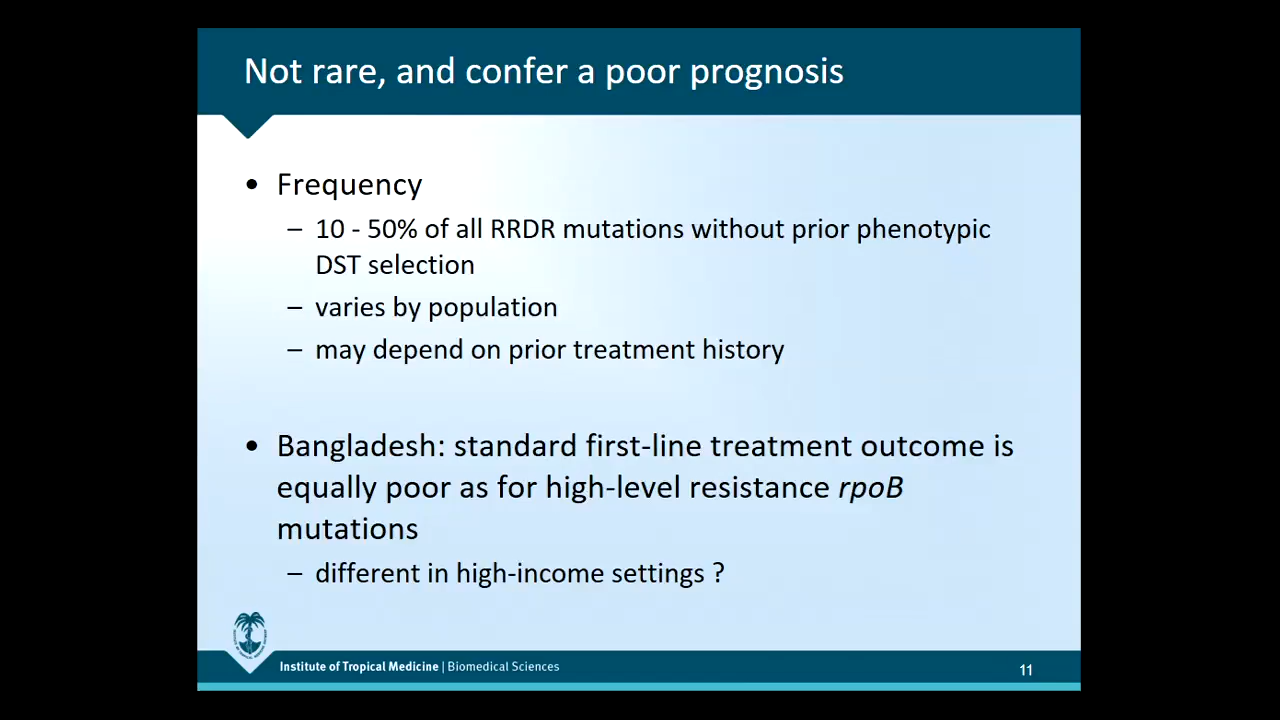 Not rare, and confer a poor prognosis
• Frequency
– 10 - 50% of all RRDR mutations without prior phenotypic
DST selection
– varies by population
– may depend on prior treatment history
• Bangladesh: standard first-line treatment outcome is
equally poor as for high-level resistance rpoB
mutations
– different in high-income settings ?
Institute of Tropical Medicine | Biomedical Sciences
11